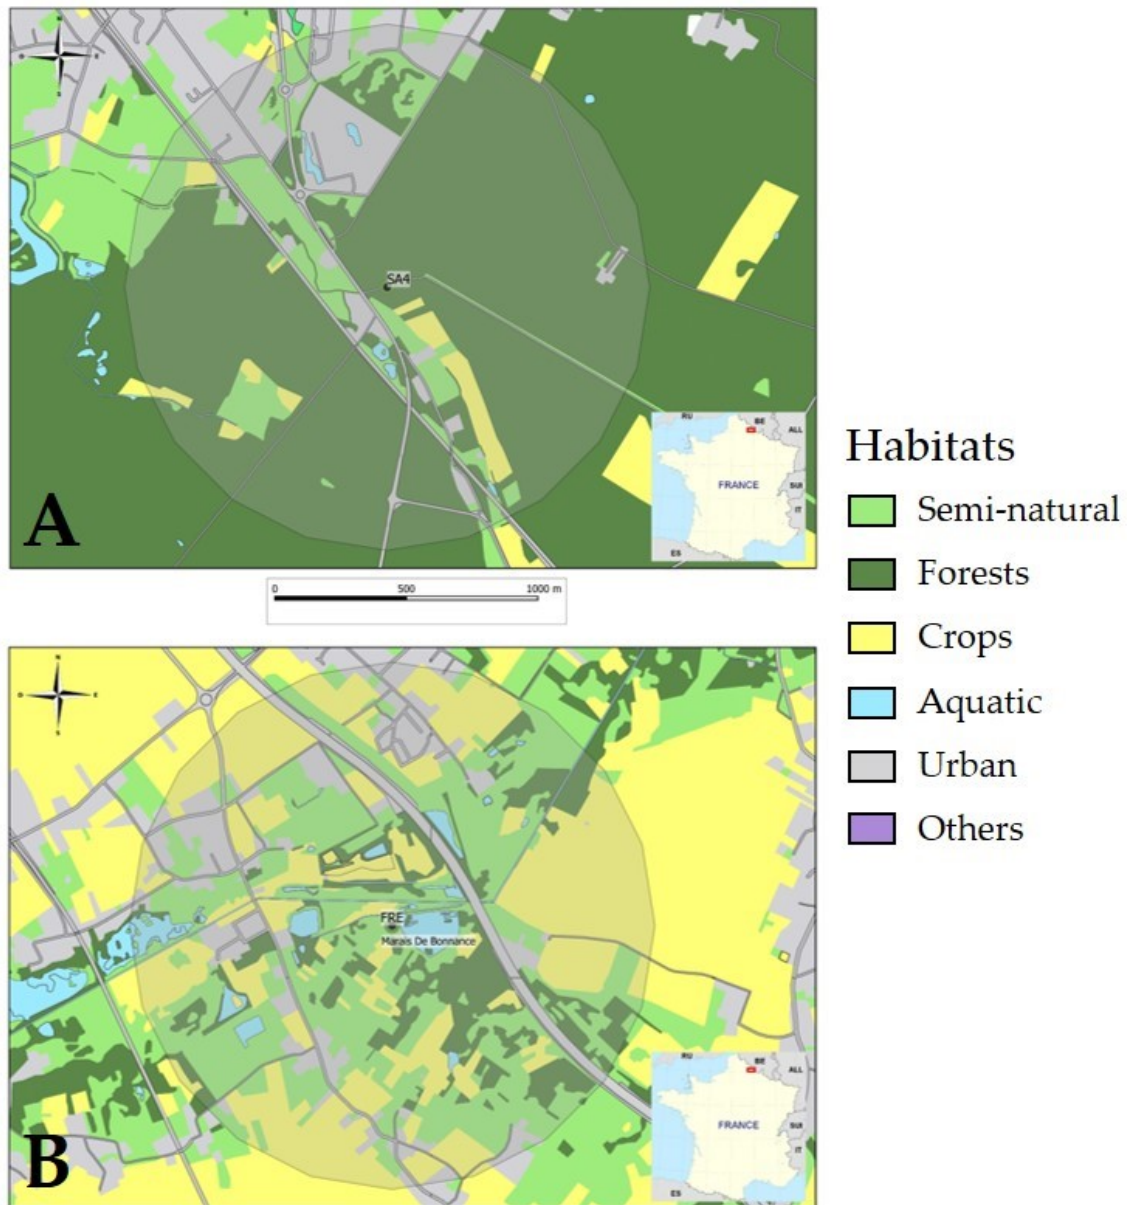 N
O
E
S
SA4
RU
BE
ALL
FRANCE
SUI
IT
ES
A
0
500
1000 m
Habitats
Semi-natural
Forests
Crops
Aquatic
Urban
Others
N
O
E
S
FRE
Marais De Bonnance
RU
BE
ALL
FRANCE
SUI
IT
ES
B